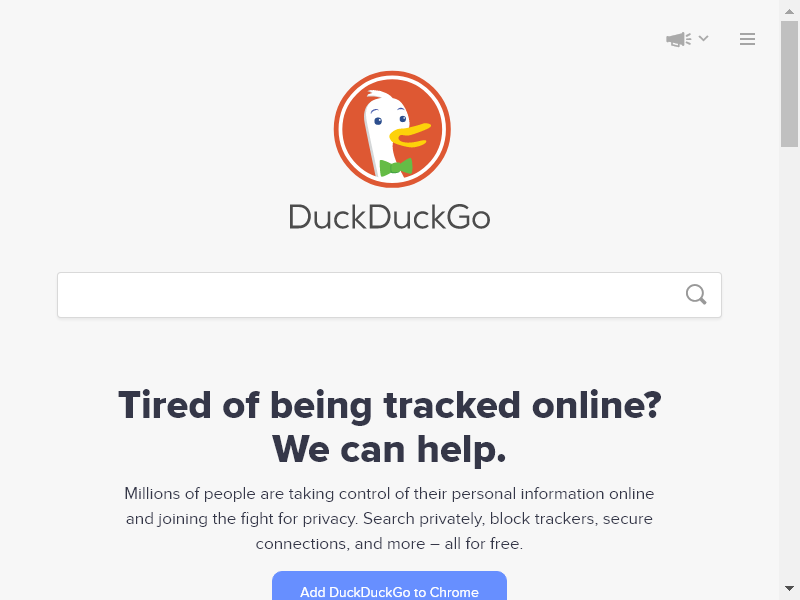 DuckDuckGo
Tired of being tracked online?
We can help.
Millions of people are taking control of their personal information online
and joining the fight for privacy. Search privately, block trackers, secure
connections, and more – all for free.
Add DuckDuckGo to Chrome